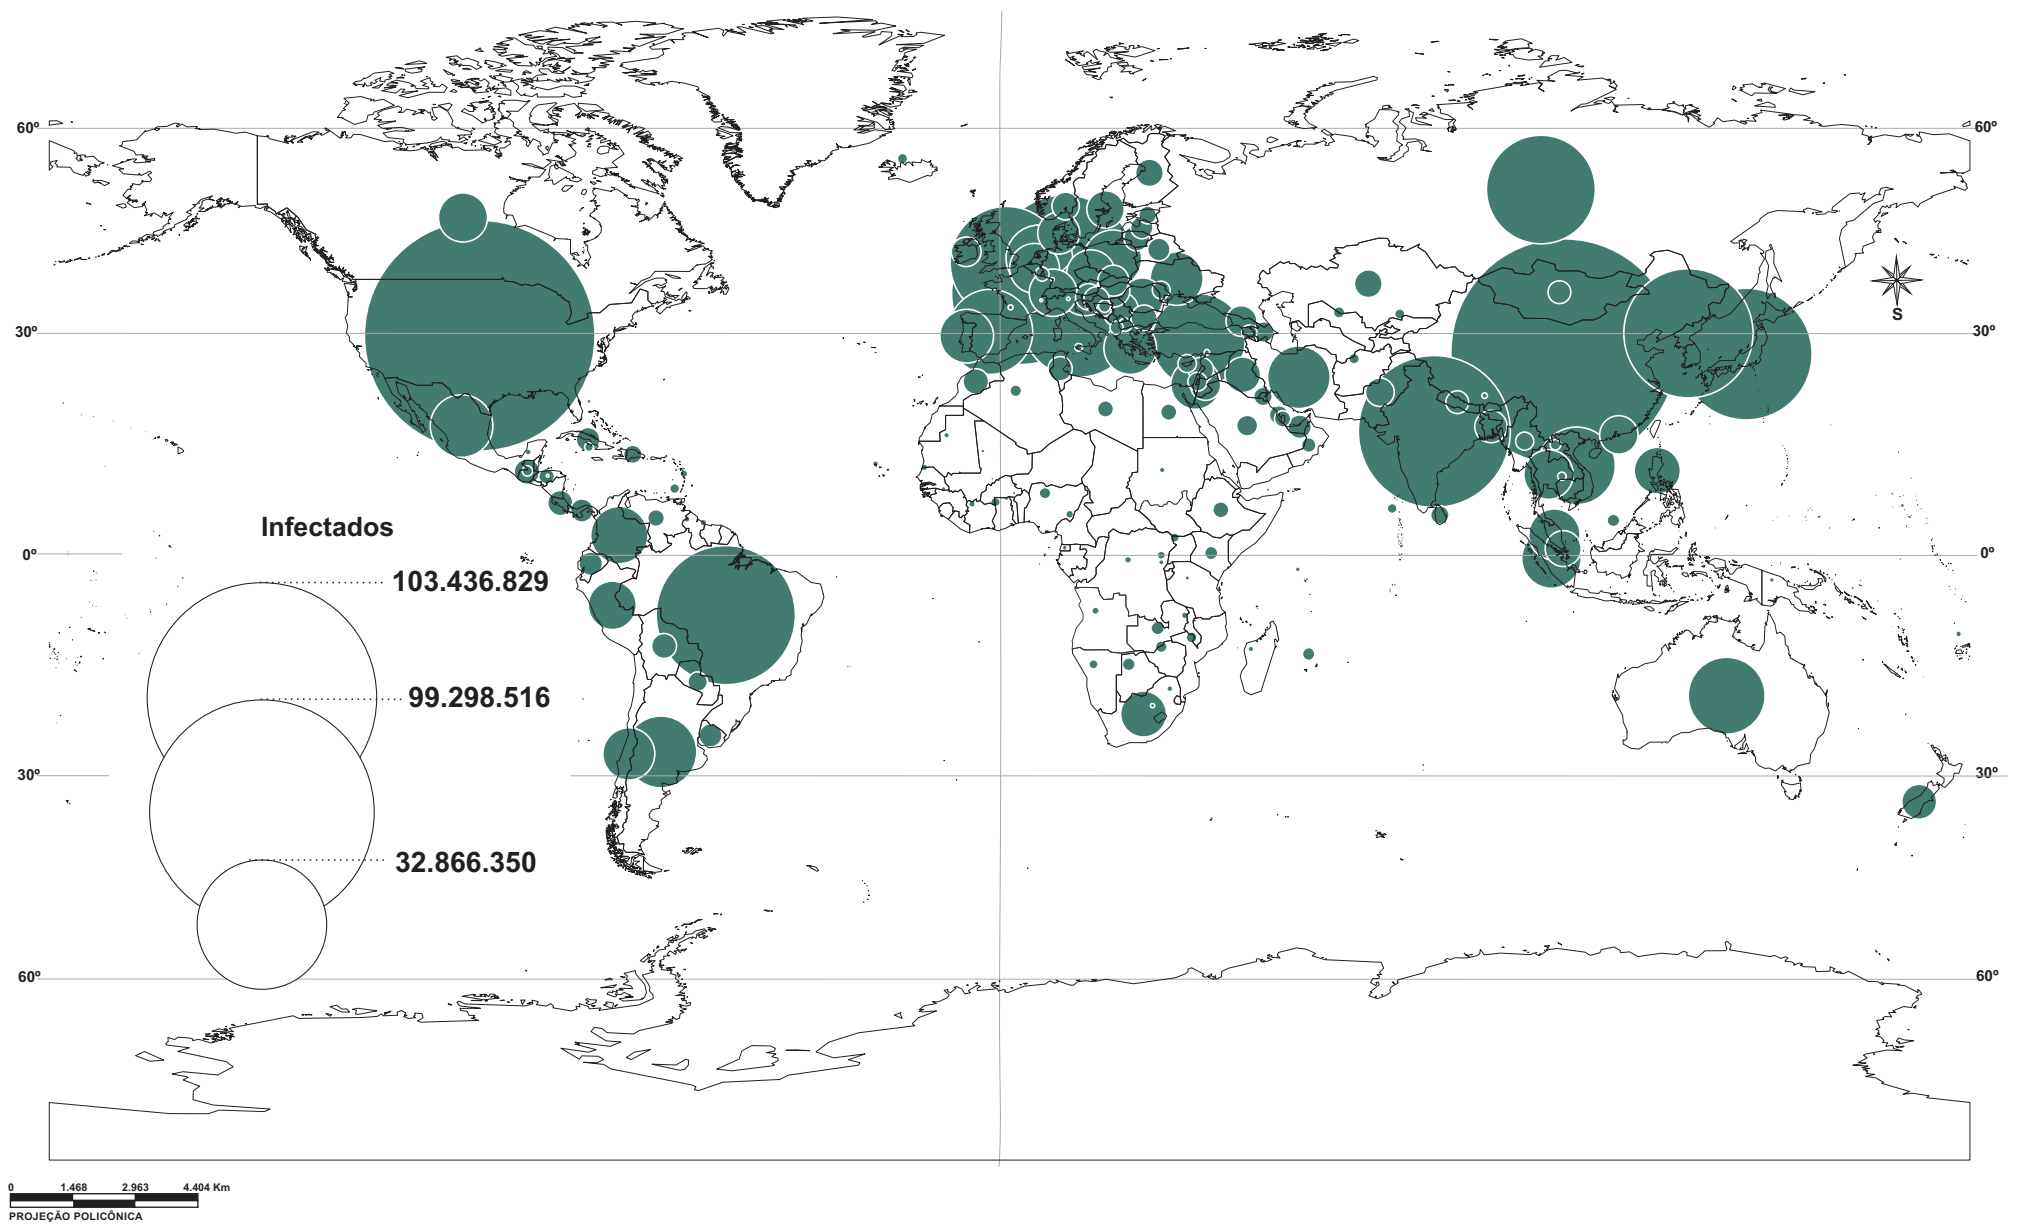 60º
60º
30º
30º
S
Infectados
0º
0º
103.436.829
99.298.516
30º
30º
32.866.350
60º
60º
0 1.468 2.963 4.404 Km
PROJEÇÃO POLICÔNICA